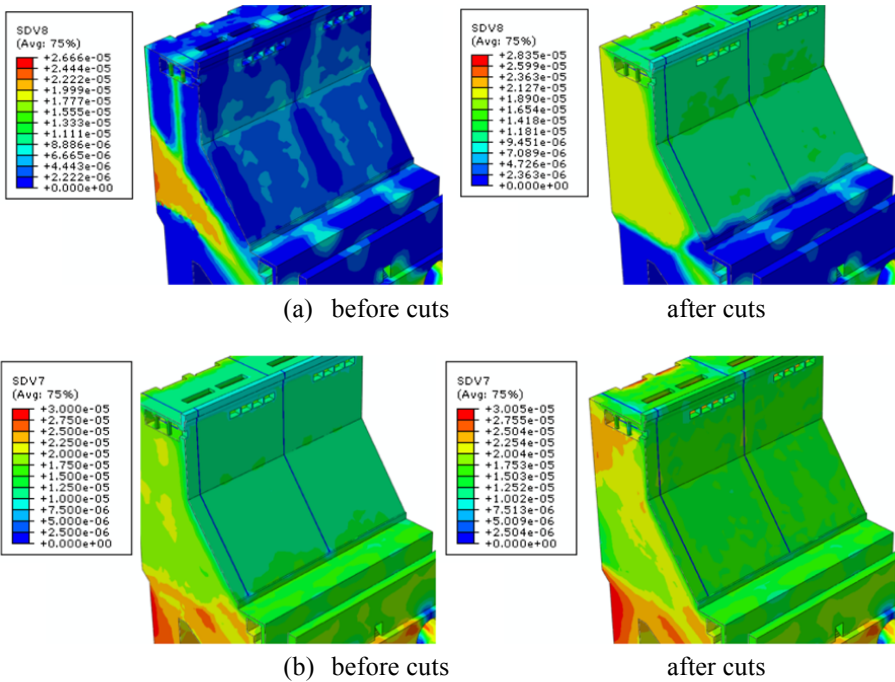 SDV8
(Avg: 75%)
+2.666e-05
+2.444e-05
+2.222e-05
+1.999e-05
+1.777e-05
+1.555e-05
+1.333e-05
+1.111e-05
+8.886e-06
+6.665e-06
+4.443e-06
+2.222e-06
+0.000e+00
SDV8
(Avg: 75%)
+2.835e-05
+2.599e-05
+2.363e-05
+2.127e-05
+1.890e-05
+1.654e-05
+1.418e-05
+1.181e-05
+9.451e-06
+7.089e-06
+4.726e-06
+2.363e-06
+0.000e+00
(a) before cuts after cuts
SDV7
(Avg: 75%)
+3.000e-05
+2.750e-05
+2.500e-05
+2.250e-05
+2.000e-05
+1.750e-05
+1.500e-05
+1.250e-05
+1.000e-05
+7.500e-06
+5.000e-06
+2.500e-06
+0.000e+00
SDV7
(Avg: 75%)
+3.005e-05
+2.755e-05
+2.504e-05
+2.254e-05
+2.004e-05
+1.753e-05
+1.503e-05
+1.252e-05
+1.002e-05
+7.513e-06
+5.009e-06
+2.504e-06
+0.000e+00
(b) before cuts after cuts